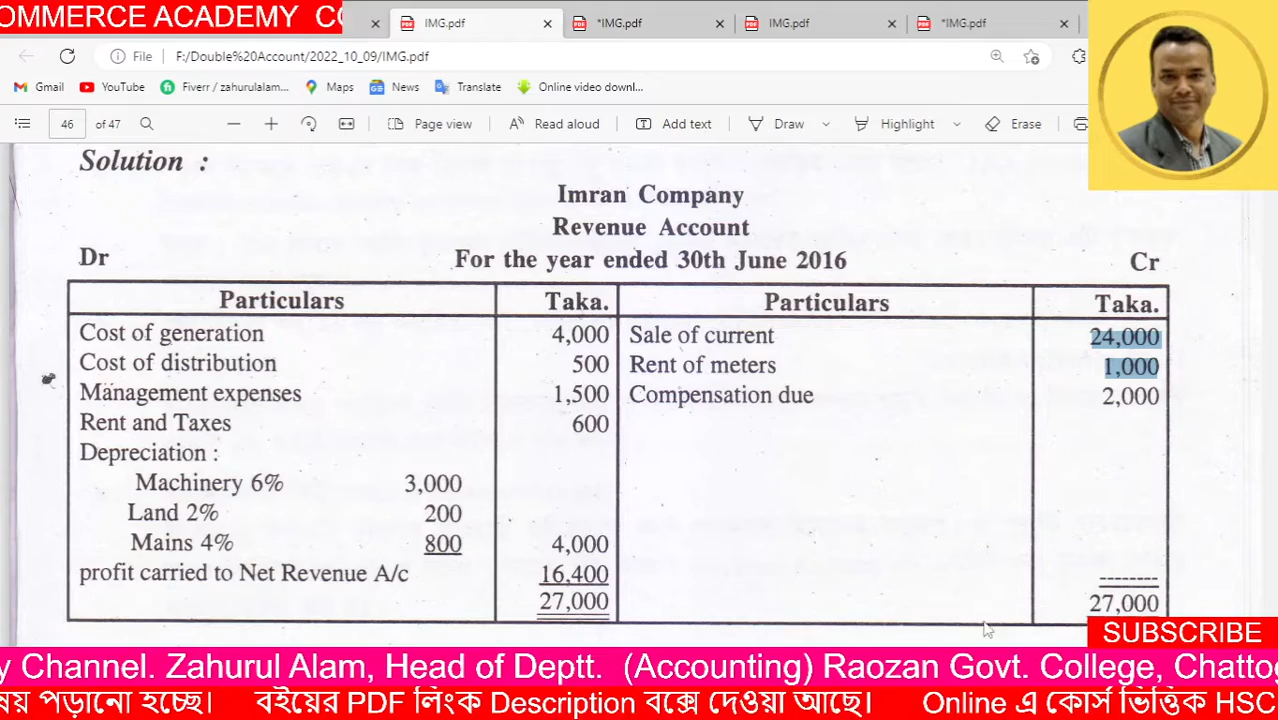 COMMERCE ACADEMY CO
IMG.pdf
*IMG.pdf
IMG.pdf
*IMG.pdf
File F:/Double%20Account/2022_10_09/IMG.pdf
Gmail YouTube Fiverr / zahurulalam... Maps News Translate Online video downl...
46 of 47 Page view Read aloud Add text Draw Highlight Erase
Solution :
Imran Company
Revenue Account
Dr For the year ended 30th June 2016 Cr
Particulars Taka. Particulars Taka.
Cost of generation 4,000 Sale of current 24,000
Cost of distribution 500 Rent of meters 1,000
Management expenses 1,500 Compensation due 2,000
Rent and Taxes 600
Depreciation :
Machinery 6% 3,000
Land 2% 200
Mains 4% 800 4,000
profit carried to Net Revenue A/c 16,400 --------
27,000 27,000
SUBSCRIBE
y Channel. Zahurul Alam, Head of Deptt. (Accounting) Raozan Govt. College, Chattog
ষয় পড়ানো হচ্ছে। বইয়ের PDF লিংক Description বক্সে দেওয়া আছে। Online এ কোর্স ভিত্তিক HSC